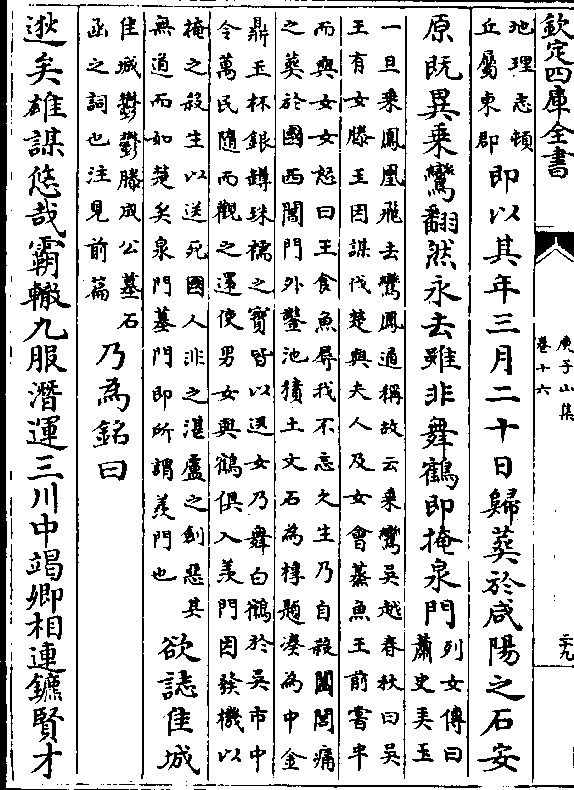 欽定四庫全書
庾子山集
卷十六
地理志頓
丘屬東郡
即以其年三月二十日歸葬於咸陽之石安
原既異乗鸞翻然永去雖非舞鶴即掩泉門
列女傳曰
蕭史弄玉
一旦乗鳳凰飛去鸞鳳通稱故云乗鸞吳越春秋曰吳
王有女滕玉因謀伐楚與夫人及女會蒸魚王前嘗半
而與女女怒曰王食魚辱我不忘久生乃自殺闔閭痛
之葬於國西閶門外鑿池積土文石為椁題湊為中金
鼎玉杯銀罇珠襦之寳皆以送女乃舞白鶴於吳市中
令萬民隨而觀之還使男女與鶴俱入羨門因發機以
掩之殺生以送死國人非之湛盧之劍惡其
無道而如楚矣泉門墓門即所謂羨門也
欲誌佳城
佳城鬱鬱滕成公墓石
函之詞也注見前篇
乃為銘曰
逖矣雄謀悠哉霸轍九服潛運三川中竭卿相連鑣賢才